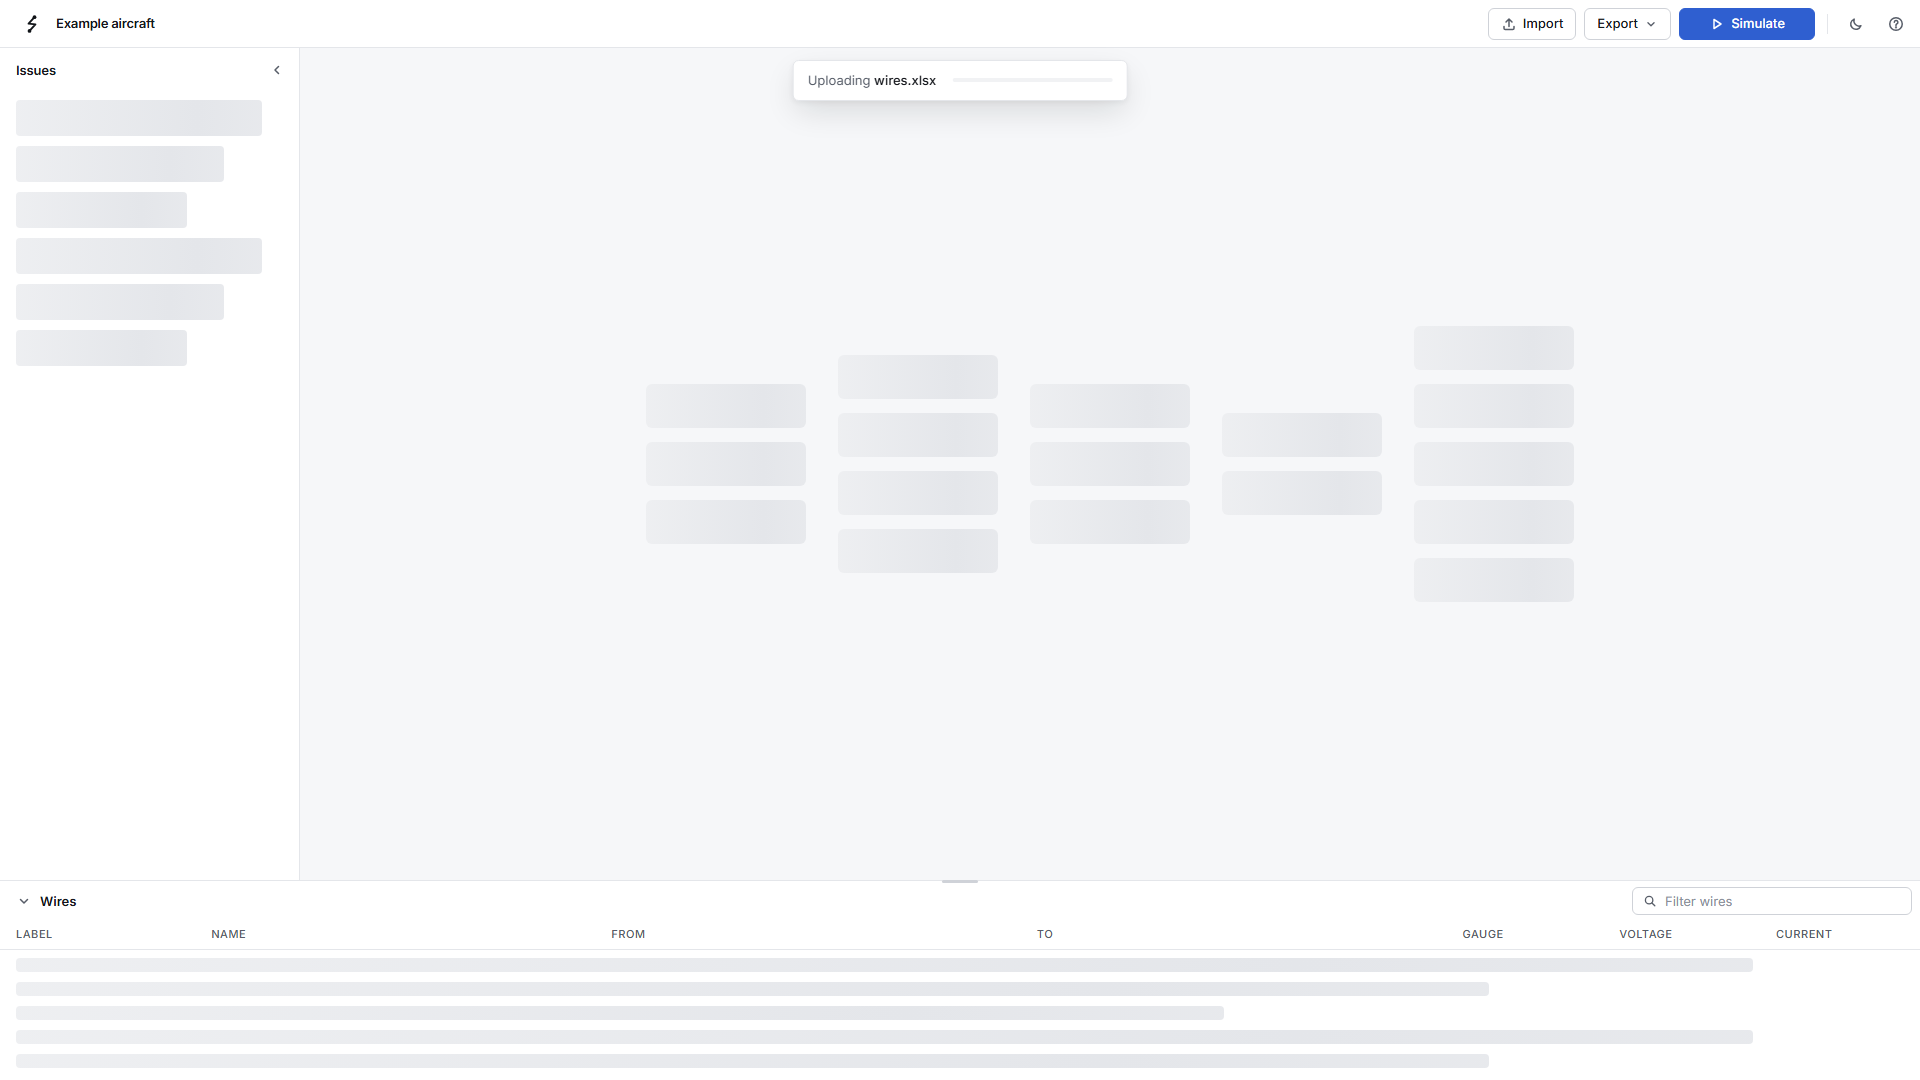 Example aircraft
Import
Export
Simulate
Issues
Uploading wires.xlsx
Wires
Filter wires
LABEL NAME FROM TO GAUGE VOLTAGE CURRENT